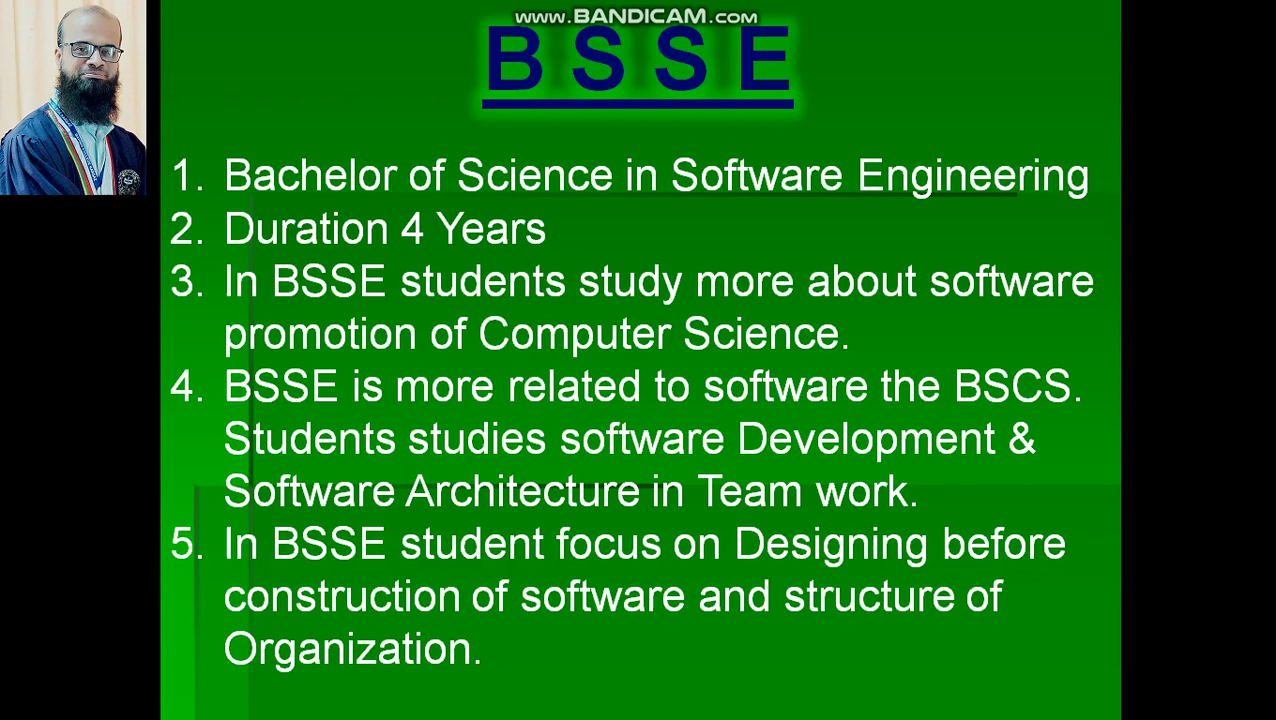 www.BANDICAM.com
B S S E
1. Bachelor of Science in Software Engineering
2. Duration 4 Years
3. In BSSE students study more about software
promotion of Computer Science.
4. BSSE is more related to software the BSCS.
Students studies software Development &
Software Architecture in Team work.
5. In BSSE student focus on Designing before
construction of software and structure of
Organization.